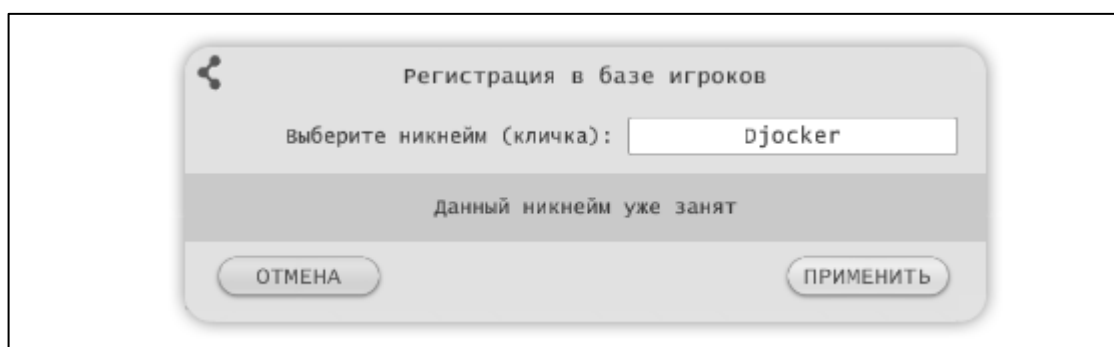 Регистрация в базе игроков
Выберите никнейм (кличка): Djocker
Данный никнейм уже занят
ОТМЕНА ПРИМЕНИТЬ